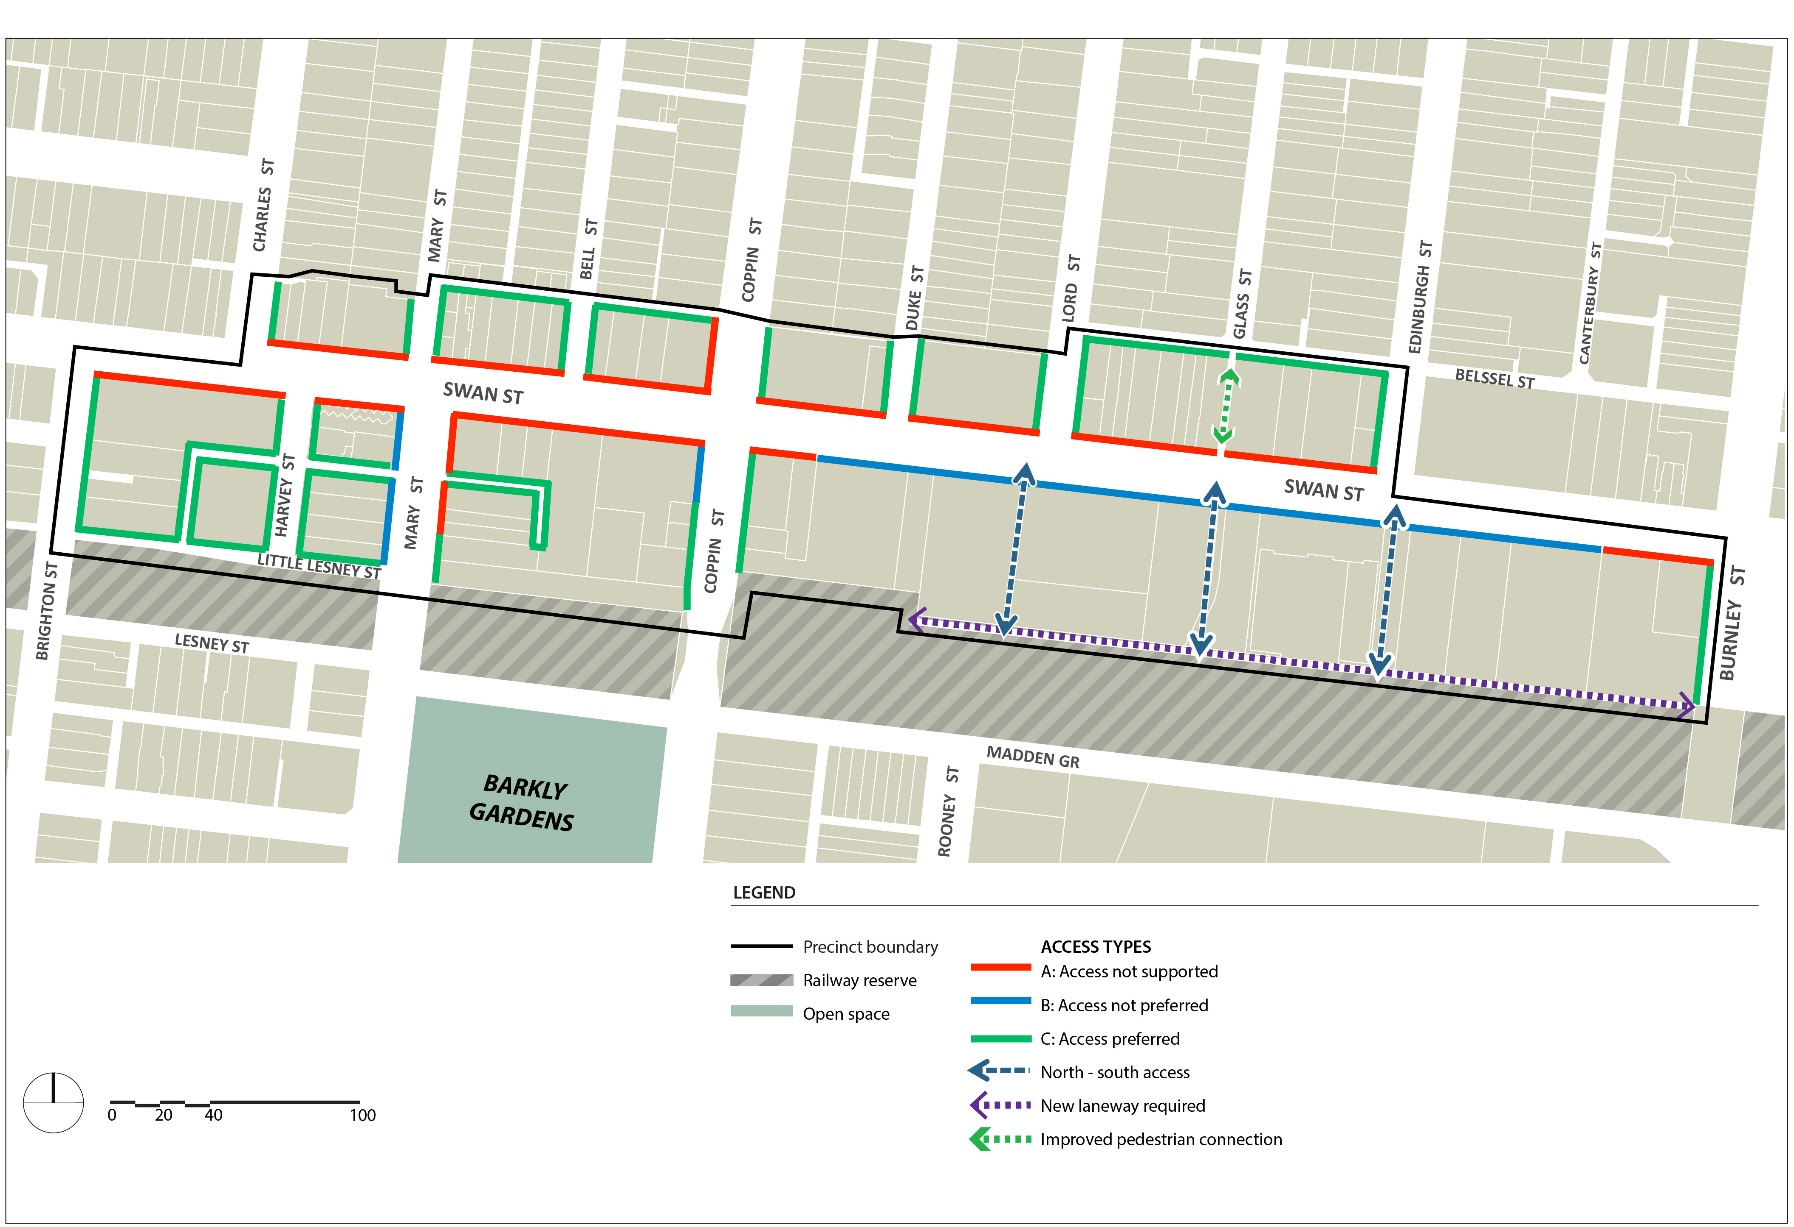 CHARLES ST
MARY ST
BELL ST
COPPIN ST
DUKE ST
LORD ST
GLASS ST
EDINBURGH ST
CANTERBURY ST
BELSSEL ST
SWAN ST
SWAN ST
HARVEY ST
MARY ST
COPPIN ST
LITTLE LESNEY ST
BRIGHTON ST
BURNLEY ST
LESNEY ST
MADDEN GR
ROONEY ST
BARKLY
GARDENS
LEGEND
Precinct boundary
Railway reserve
Open space
ACCESS TYPES
A: Access not supported
B: Access not preferred
C: Access preferred
North - south access
New laneway required
Improved pedestrian connection
0 20 40 100